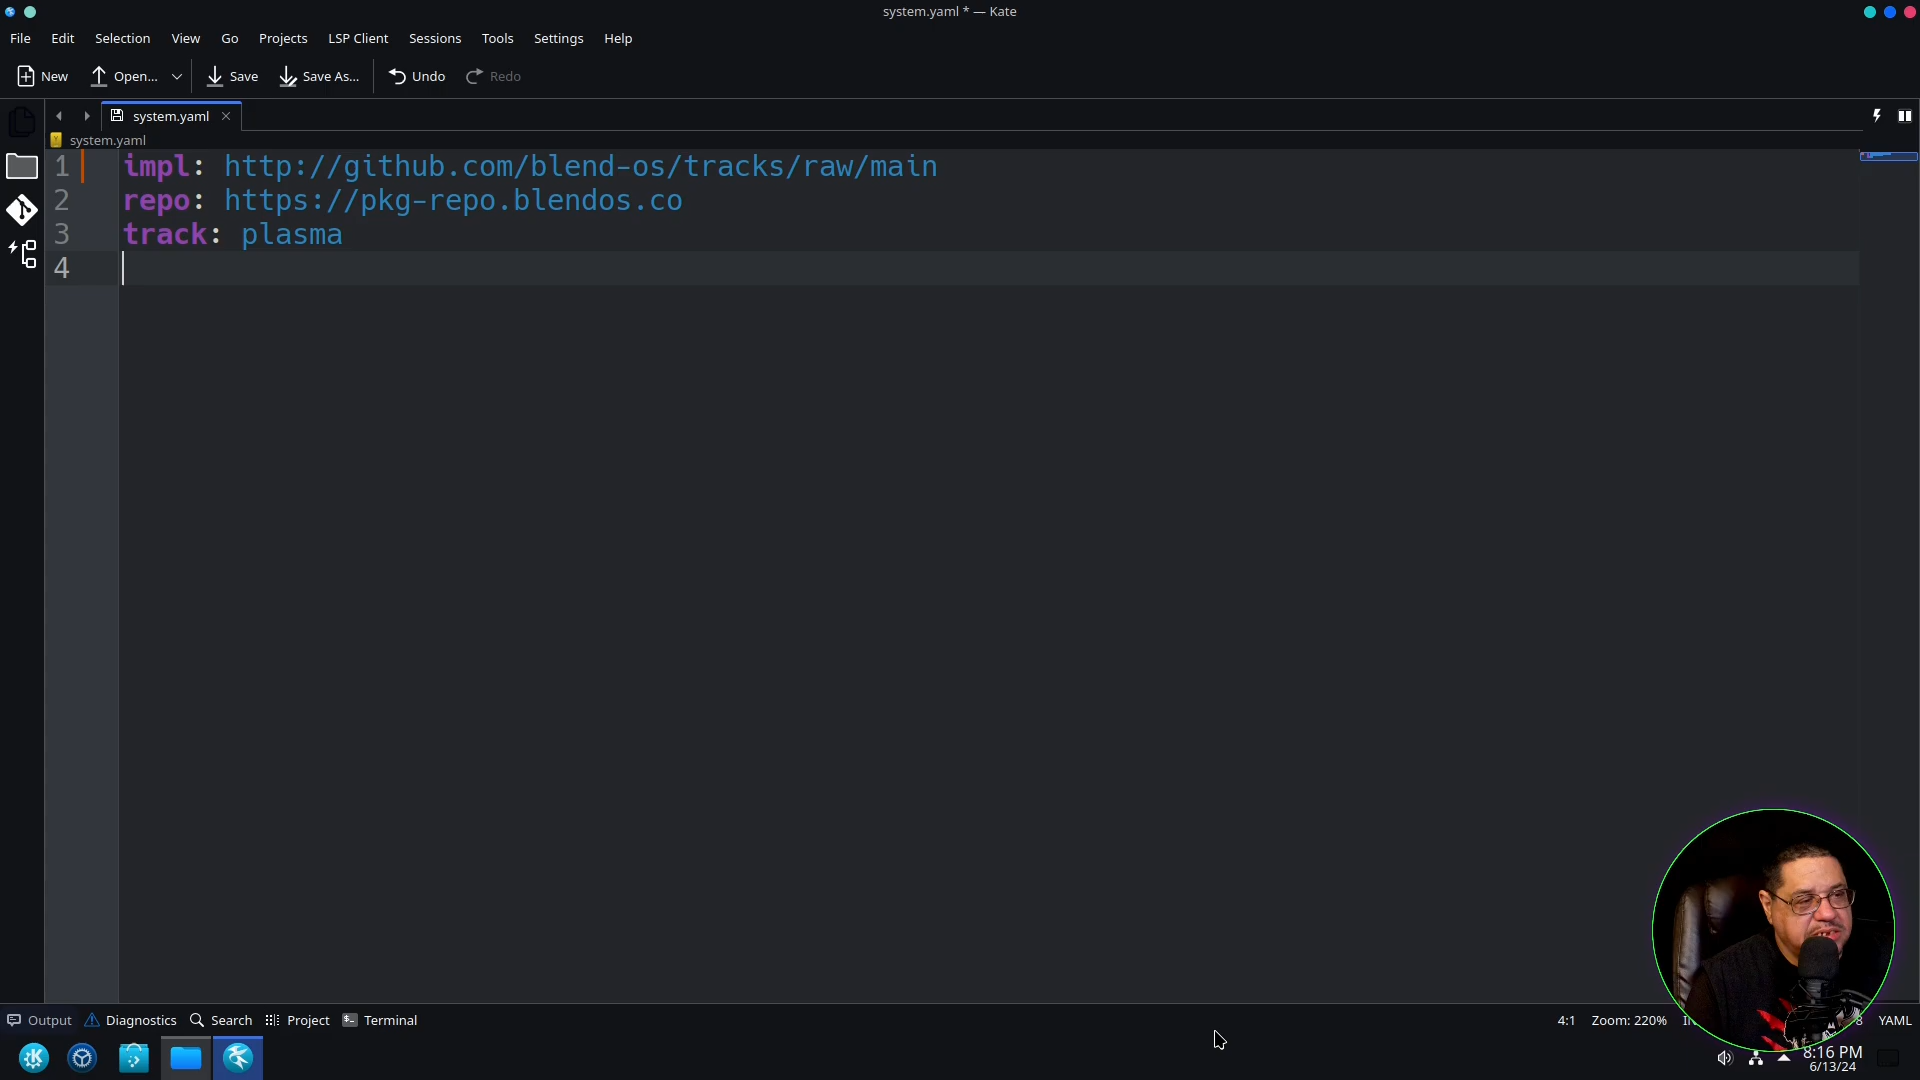 system.yaml * — Kate
File Edit Selection View Go Projects LSP Client Sessions Tools Settings Help
New Open... Save Save As... Undo Redo
system.yaml
system.yaml
1 impl: http://github.com/blend-os/tracks/raw/main
2 repo: https://pkg-repo.blendos.co
3 track: plasma
4
Output Diagnostics Search Project Terminal 4:1 Zoom: 220% YAML
8:16 PM
6/13/24